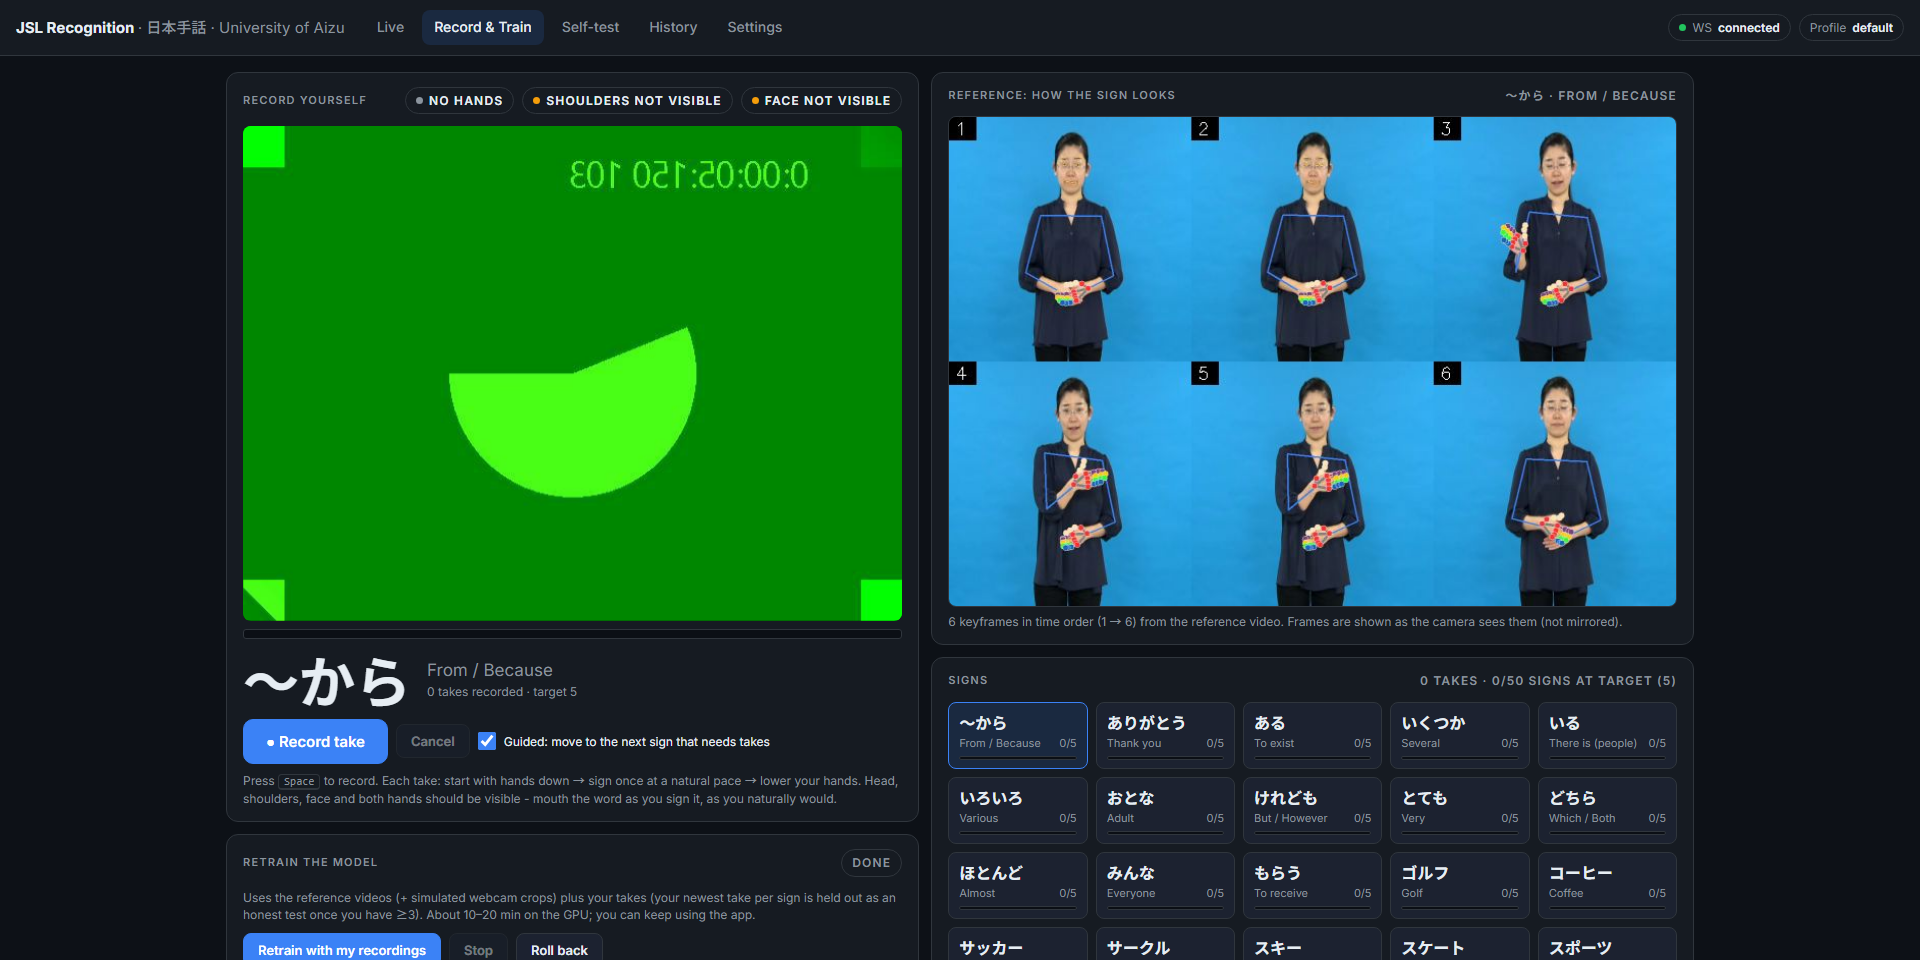 JSL Recognition · 日本手話 · University of Aizu
Live
Record & Train
Self-test
History
Settings
WS connected
Profile default
RECORD YOURSELF
NO HANDS
SHOULDERS NOT VISIBLE
FACE NOT VISIBLE
0:00:05:150 103
〜から
From / Because
0 takes recorded · target 5
Record take
Cancel
Guided: move to the next sign that needs takes
Press Space to record. Each take: start with hands down → sign once at a natural pace → lower your hands. Head,
shoulders, face and both hands should be visible - mouth the word as you sign it, as you naturally would.
RETRAIN THE MODEL
DONE
Uses the reference videos (+ simulated webcam crops) plus your takes (your newest take per sign is held out as an
honest test once you have ≥3). About 10–20 min on the GPU; you can keep using the app.
Retrain with my recordings
Stop
Roll back
REFERENCE: HOW THE SIGN LOOKS
〜から · FROM / BECAUSE
1
2
3
4
5
6
6 keyframes in time order (1 → 6) from the reference video. Frames are shown as the camera sees them (not mirrored).
SIGNS
0 TAKES · 0/50 SIGNS AT TARGET (5)
〜から
From / Because 0/5
ありがとう
Thank you 0/5
ある
To exist 0/5
いくつか
Several 0/5
いる
There is (people) 0/5
いろいろ
Various 0/5
おとな
Adult 0/5
けれども
But / However 0/5
とても
Very 0/5
どちら
Which / Both 0/5
ほとんど
Almost 0/5
みんな
Everyone 0/5
もらう
To receive 0/5
ゴルフ
Golf 0/5
コーヒー
Coffee 0/5
サッカー
サークル
スキー
スケート
スポーツ